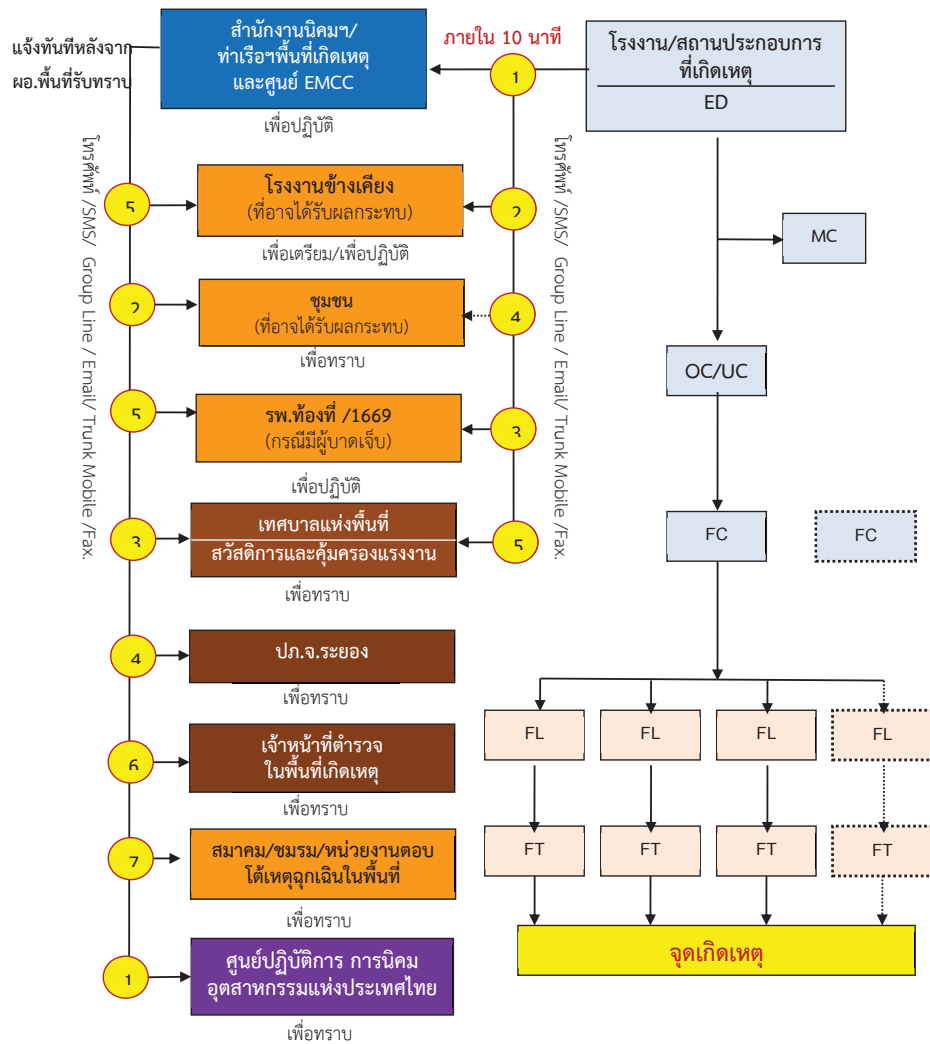 แจ้งทันทีหลังจาก
ผอ.พื้นที่รับทราบ
สำนักงานนิคมฯ/
ท่าเรือฯพื้นที่เกิดเหตุ
และศูนย์ EMCC
เพื่อปฏิบัติ
ภายใน 10 นาที
1
โรงงาน/สถานประกอบการ
ที่เกิดเหตุ
ED
โทรศัพท์ /SMS/ Group Line / Email/ Trunk Mobile /Fax.
โทรศัพท์ /SMS/ Group Line / Email/ Trunk Mobile /Fax.
5
โรงงานข้างเคียง
(ที่อาจได้รับผลกระทบ)
2
เพื่อเตรียม/เพื่อปฏิบัติ
MC
2
ชุมชน
(ที่อาจได้รับผลกระทบ)
4
เพื่อทราบ
OC/UC
5
รพ.ท้องที่ /1669
(กรณีมีผู้บาดเจ็บ)
3
เพื่อปฏิบัติ
3
เทศบาลแห่งพื้นที่
สวัสดิการและคุ้มครองแรงงาน
5
เพื่อทราบ
FC
FC
4
ปภ.จ.ระยอง
เพื่อทราบ
6
เจ้าหน้าที่ตำรวจ
ในพื้นที่เกิดเหตุ
เพื่อทราบ
FL
FL
FL
FL
7
สมาคม/ชมรม/หน่วยงานตอบ
โต้เหตุฉุกเฉินในพื้นที่
เพื่อทราบ
FT
FT
FT
FT
จุดเกิดเหตุ
1
ศูนย์ปฏิบัติการ การนิคม
อุตสาหกรรมแห่งประเทศไทย
เพื่อทราบ